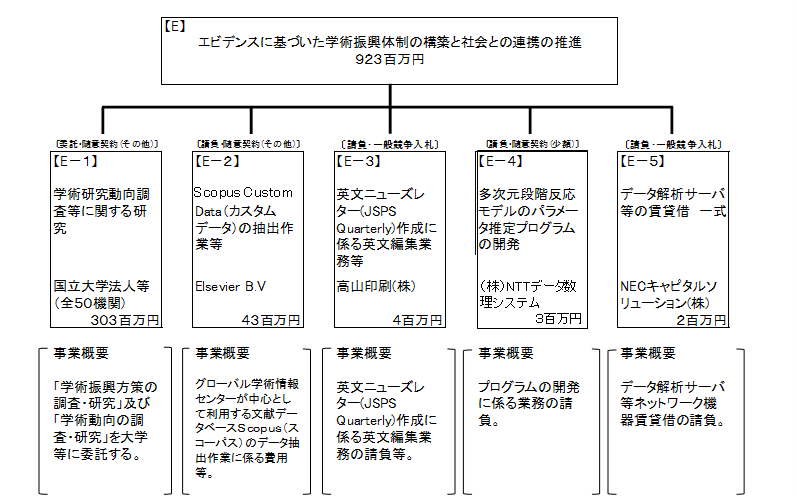 【E】
エビデンスに基づいた学術振興体制の構築と社会との連携の推進
923百万円
〔委託・随意契約(その他)〕
【E－1】
学術研究動向調
査等に関する研
究
国立大学法人等
(全50機関)
303百万円
〔請負・随意契約(その他)〕
【E－2】
Scopus Custom
Data(カスタム
データ)の抽出作
業等
Elsevier B.V
43百万円
〔請負・一般競争入札〕
【E－3】
英文ニューズレ
ター(JSPS
Quarterly)作成に
係る英文編集業
務等
高山印刷(株)
4百万円
〔請負・随意契約(少額)〕
【E－4】
多次元段階反応
モデルのパラメー
タ推定プログラム
の開発
(株)NTTデータ数
理システム
3百万円
〔請負・一般競争入札〕
【E－5】
データ解析サーバ
等の賃貸借　一式
NECキャピタルソ
リューション(株)
2百万円
事業概要
「学術振興方策の
調査・研究」及び
「学術動向の調
査・研究」を大学
等に委託する。
事業概要
グローバル学術情報
センターが中心とし
て利用する文献デー
タベースScopus(ス
コーパス)のデータ抽
出作業に係る費用
等。
事業概要
英文ニューズレ
ター(JSPS
Quarterly)作成に
係る英文編集業
務の請負等。
事業概要
プログラムの開発
に係る業務の請
負。
事業概要
データ解析サーバ
等ネットワーク機
器賃貸借の請負。